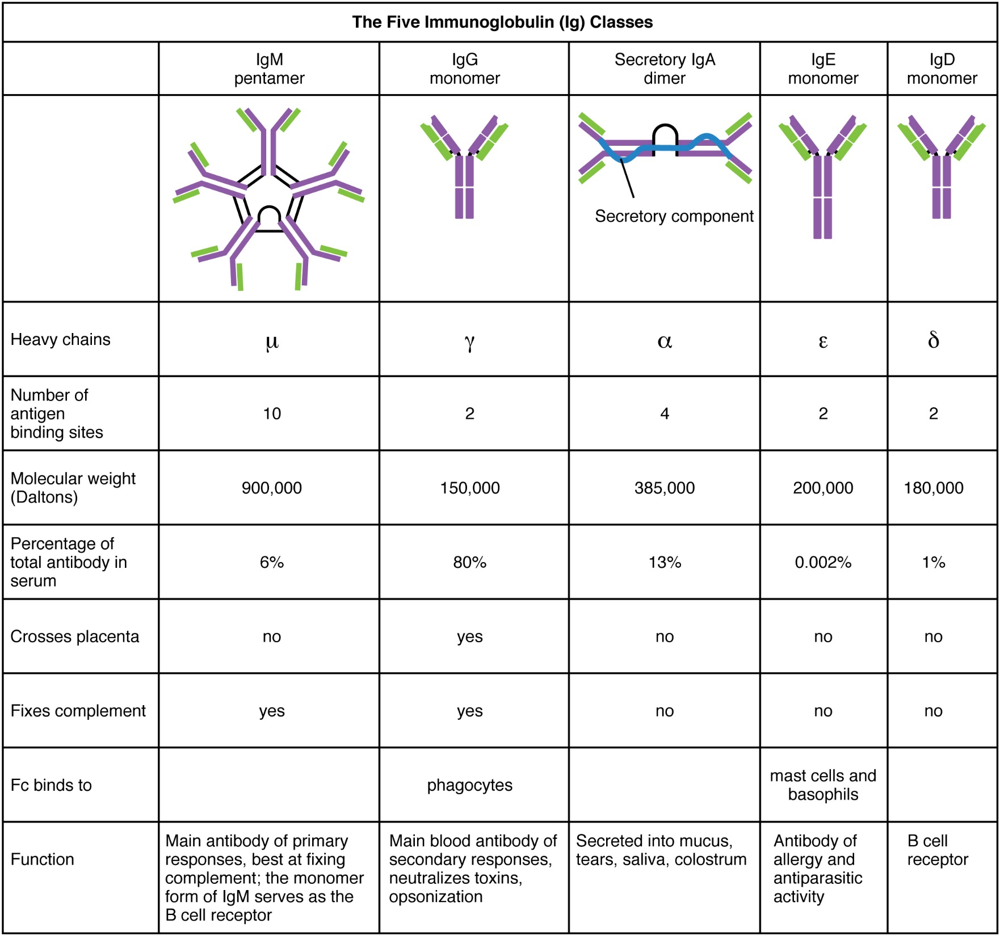 The Five Immunoglobulin (Ig) Classes
IgM
pentamer
IgG
monomer
Secretory IgA
dimer
IgE
monomer
IgD
monomer
Secretory component
Heavy chains
μ
γ
α
ε
δ
Number of
antigen
binding sites
10
2
4
2
2
Molecular weight
(Daltons)
900,000
150,000
385,000
200,000
180,000
Percentage of
total antibody in
serum
6%
80%
13%
0.002%
1%
Crosses placenta
no
yes
no
no
no
Fixes complement
yes
yes
no
no
no
Fc binds to
phagocytes
mast cells and
basophils
Function
Main antibody of primary
responses, best at fixing
complement; the monomer
form of IgM serves as the
B cell receptor
Main blood antibody of
secondary responses,
neutralizes toxins,
opsonization
Secreted into mucus,
tears, saliva, colostrum
Antibody of
allergy and
antiparasitic
activity
B cell
receptor